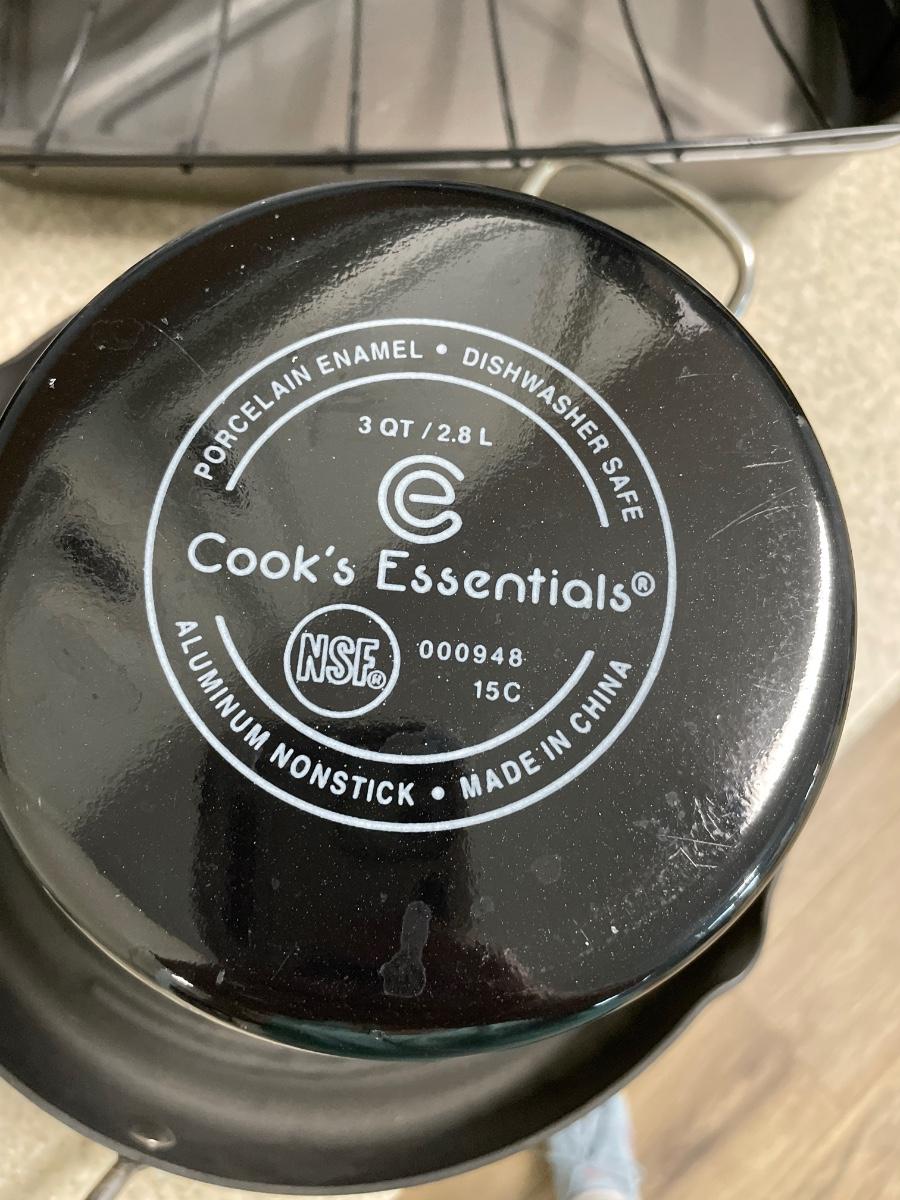 PORCELAIN ENAMEL • DISHWASHER SAFE
3 QT / 2.8 L
e
Cook's Essentials®
NSF® 000948
15C
ALUMINUM NONSTICK • MADE IN CHINA